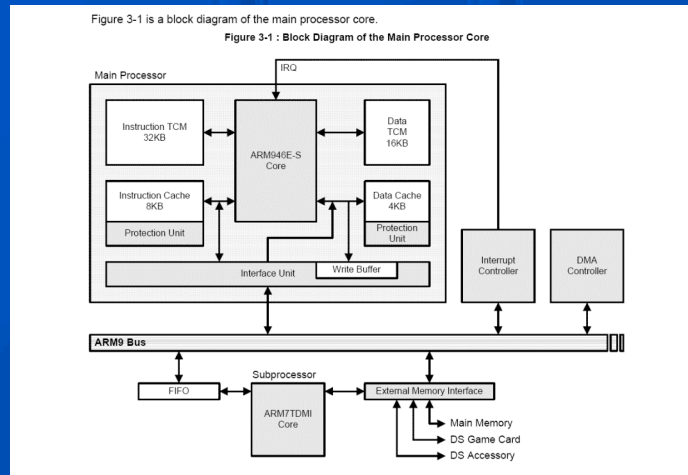 Figure 3-1 is a block diagram of the main processor core.
Figure 3-1 : Block Diagram of the Main Processor Core
IRQ
Main Processor
Instruction TCM
32KB
ARM946E-S
Core
Data
TCM
16KB
Instruction Cache
8KB
Protection Unit
Data Cache
4KB
Protection
Unit
Interface Unit
Write Buffer
Interrupt
Controller
DMA
Controller
ARM9 Bus
Subprocessor
FIFO
ARM7TDMI
Core
External Memory Interface
Main Memory
DS Game Card
DS Accessory